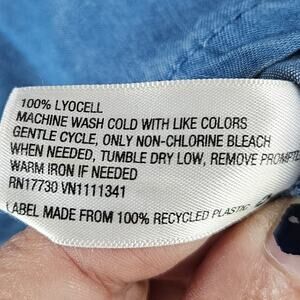 100% LYOCELL
MACHINE WASH COLD WITH LIKE COLORS
GENTLE CYCLE, ONLY NON-CHLORINE BLEACH
WHEN NEEDED, TUMBLE DRY LOW, REMOVE PROMPTL
WARM IRON IF NEEDED
RN17730 VN1111341
LABEL MADE FROM 100% RECYCLED PLASTIC